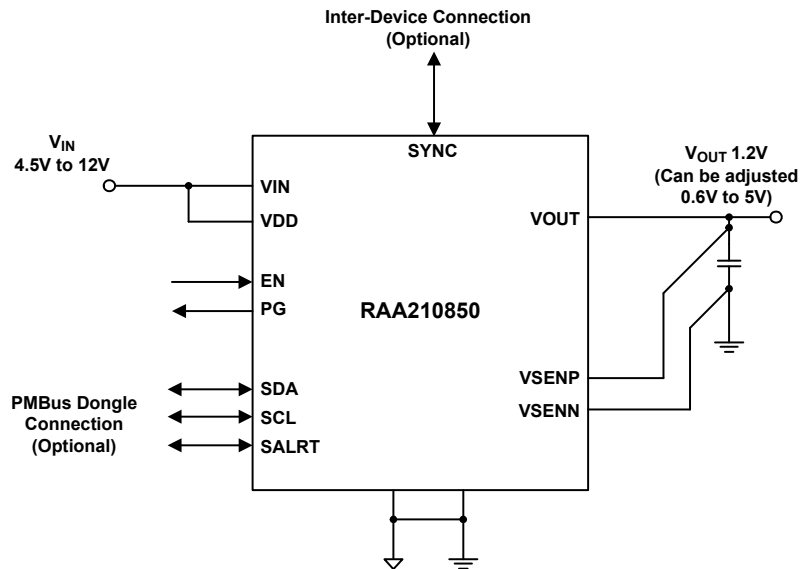 Inter-Device Connection
(Optional)
SYNC
VIN
4.5V to 12V
VIN
VDD
EN
PG
RAA210850
VOUT
VOUT 1.2V
(Can be adjusted
0.6V to 5V)
VSENP
VSENN
PMBus Dongle
Connection
(Optional)
SDA
SCL
SALRT